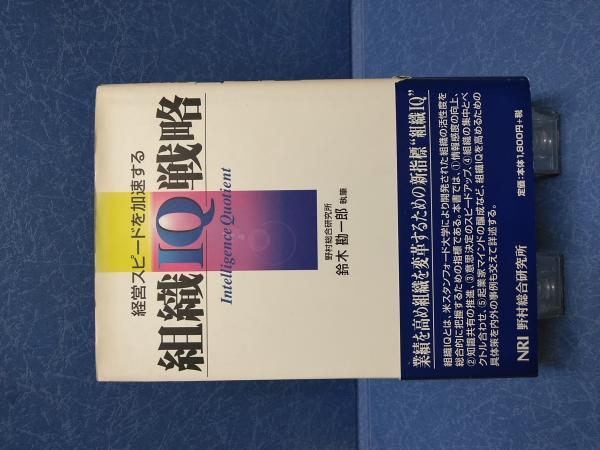 経営スピードを加速する
組織IQ戦略
Intelligence Quotient
野村総合研究所
鈴木 勘一郎 執筆
業績を高め組織を変革するための新指標“組織IQ”
組織IQとは、米スタンフォード大学により開発された組織の活性度を
総合的に把握するための指標である。本書では、①情報感度の向上、
②知識共有の推進、③意思決定のスピードアップ、④組織の集中とベ
クトル合わせ、⑤起業家マインドの醸成など、組織IQを高めるための
具体策を内外の事例も交えて詳述する。
定価:本体1,800円+税
NRI 野村総合研究所